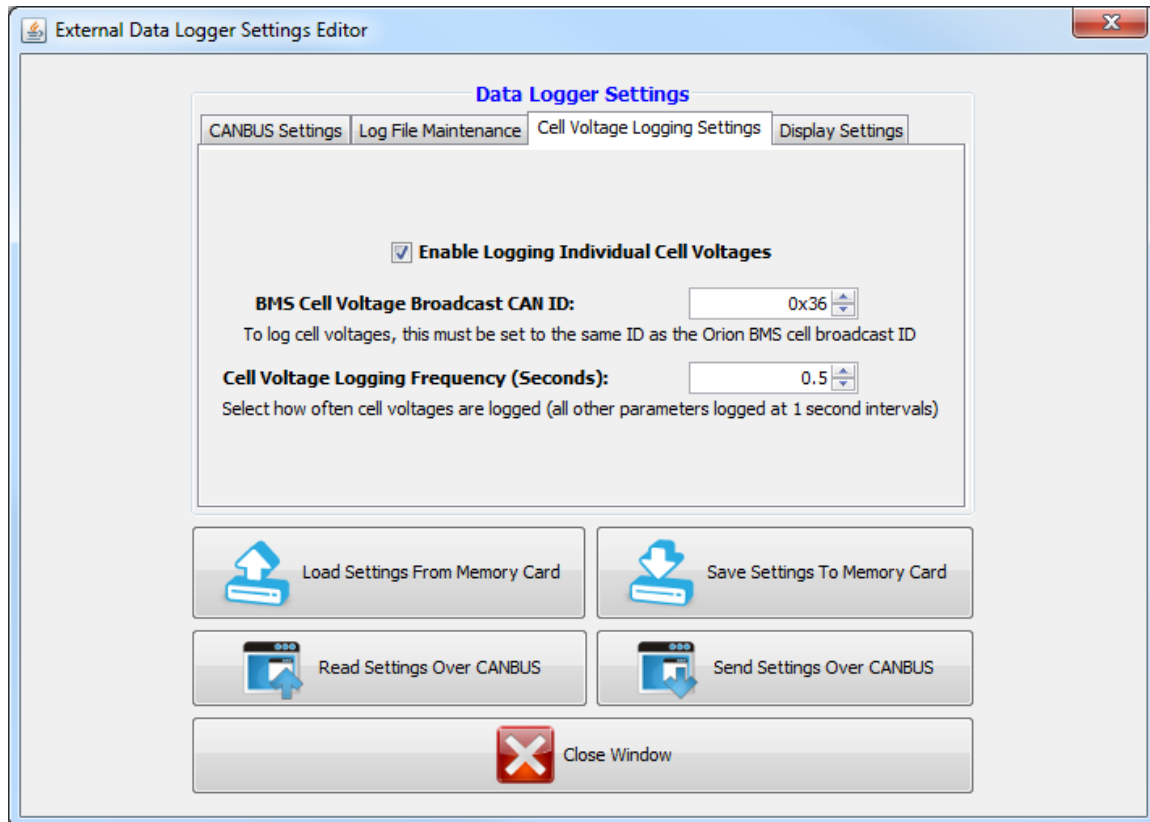 External Data Logger Settings Editor
Data Logger Settings
CANBUS Settings
Log File Maintenance
Cell Voltage Logging Settings
Display Settings
Enable Logging Individual Cell Voltages
BMS Cell Voltage Broadcast CAN ID: 0x36
To log cell voltages, this must be set to the same ID as the Orion BMS cell broadcast ID
Cell Voltage Logging Frequency (Seconds): 0.5
Select how often cell voltages are logged (all other parameters logged at 1 second intervals)
Load Settings From Memory Card
Save Settings To Memory Card
Read Settings Over CANBUS
Send Settings Over CANBUS
Close Window